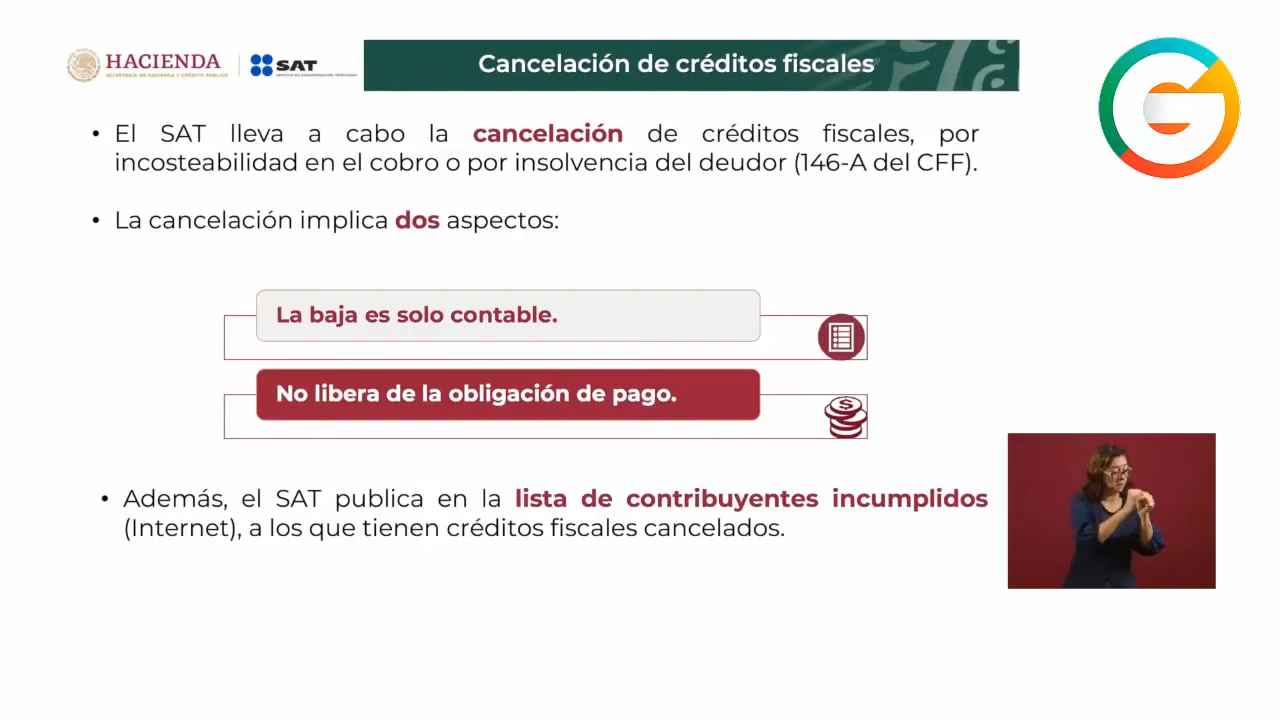 HACIENDA
SECRETARÍA DE HACIENDA Y CRÉDITO PÚBLICO
SAT
SERVICIO DE ADMINISTRACIÓN TRIBUTARIA
Cancelación de créditos fiscales
• El SAT lleva a cabo la cancelación de créditos fiscales, por
incosteabilidad en el cobro o por insolvencia del deudor (146-A del CFF).
• La cancelación implica dos aspectos:
La baja es solo contable.
No libera de la obligación de pago.
• Además, el SAT publica en la lista de contribuyentes incumplidos
(Internet), a los que tienen créditos fiscales cancelados.